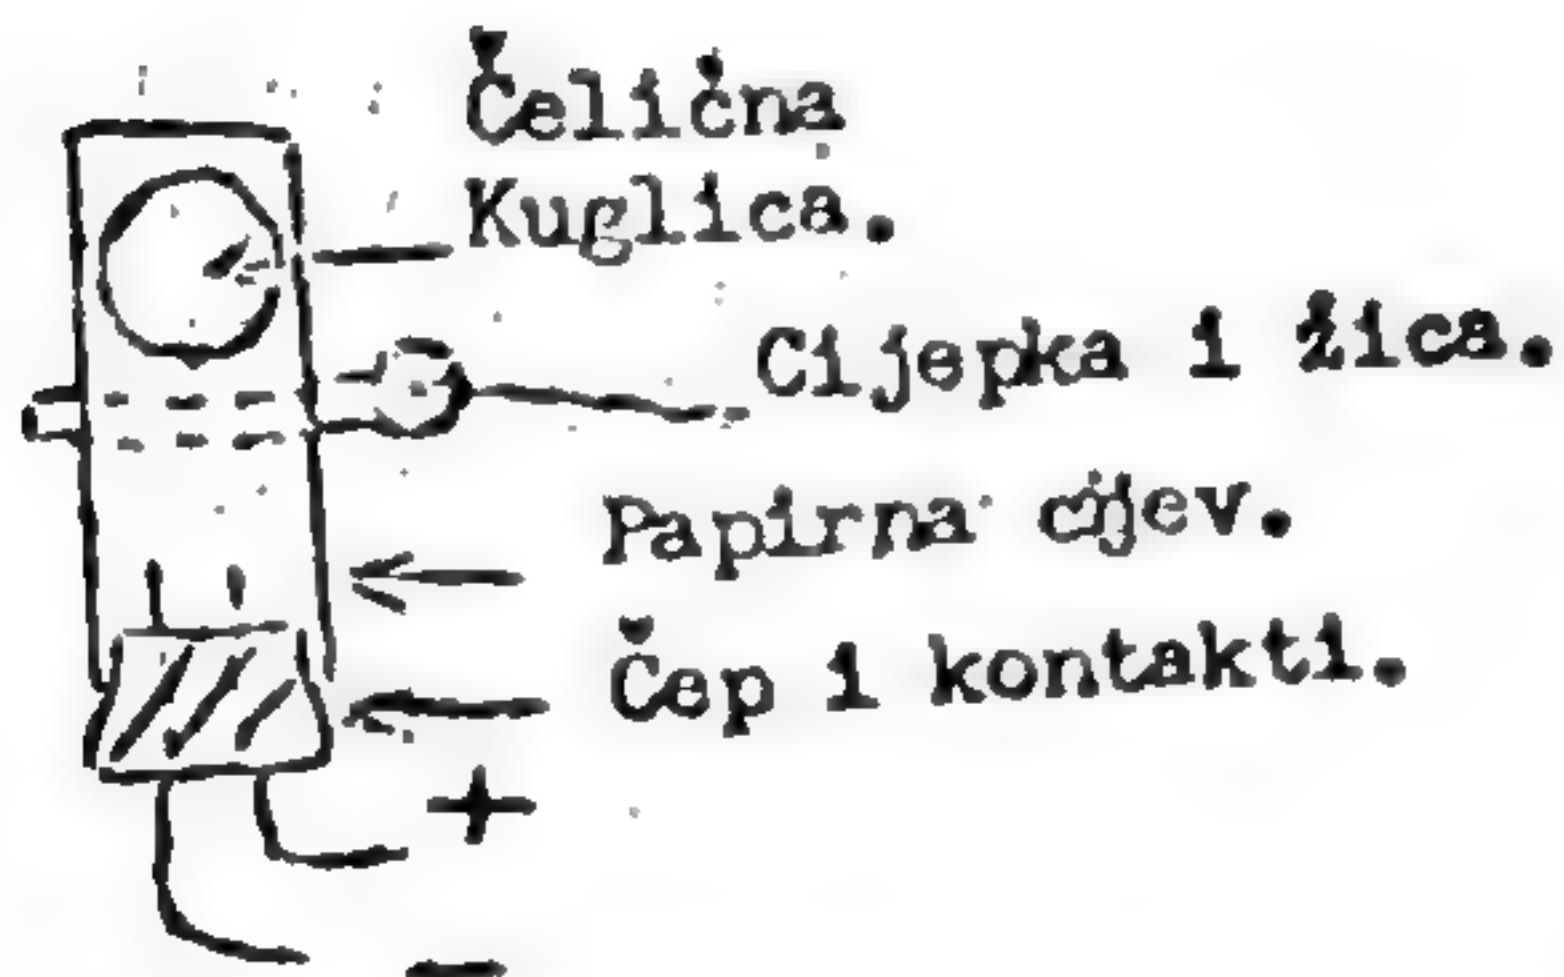 Čelična
Kuglica.
Cijepka i žica.
Papirna cijev.
Čep i kontakti.
+
-